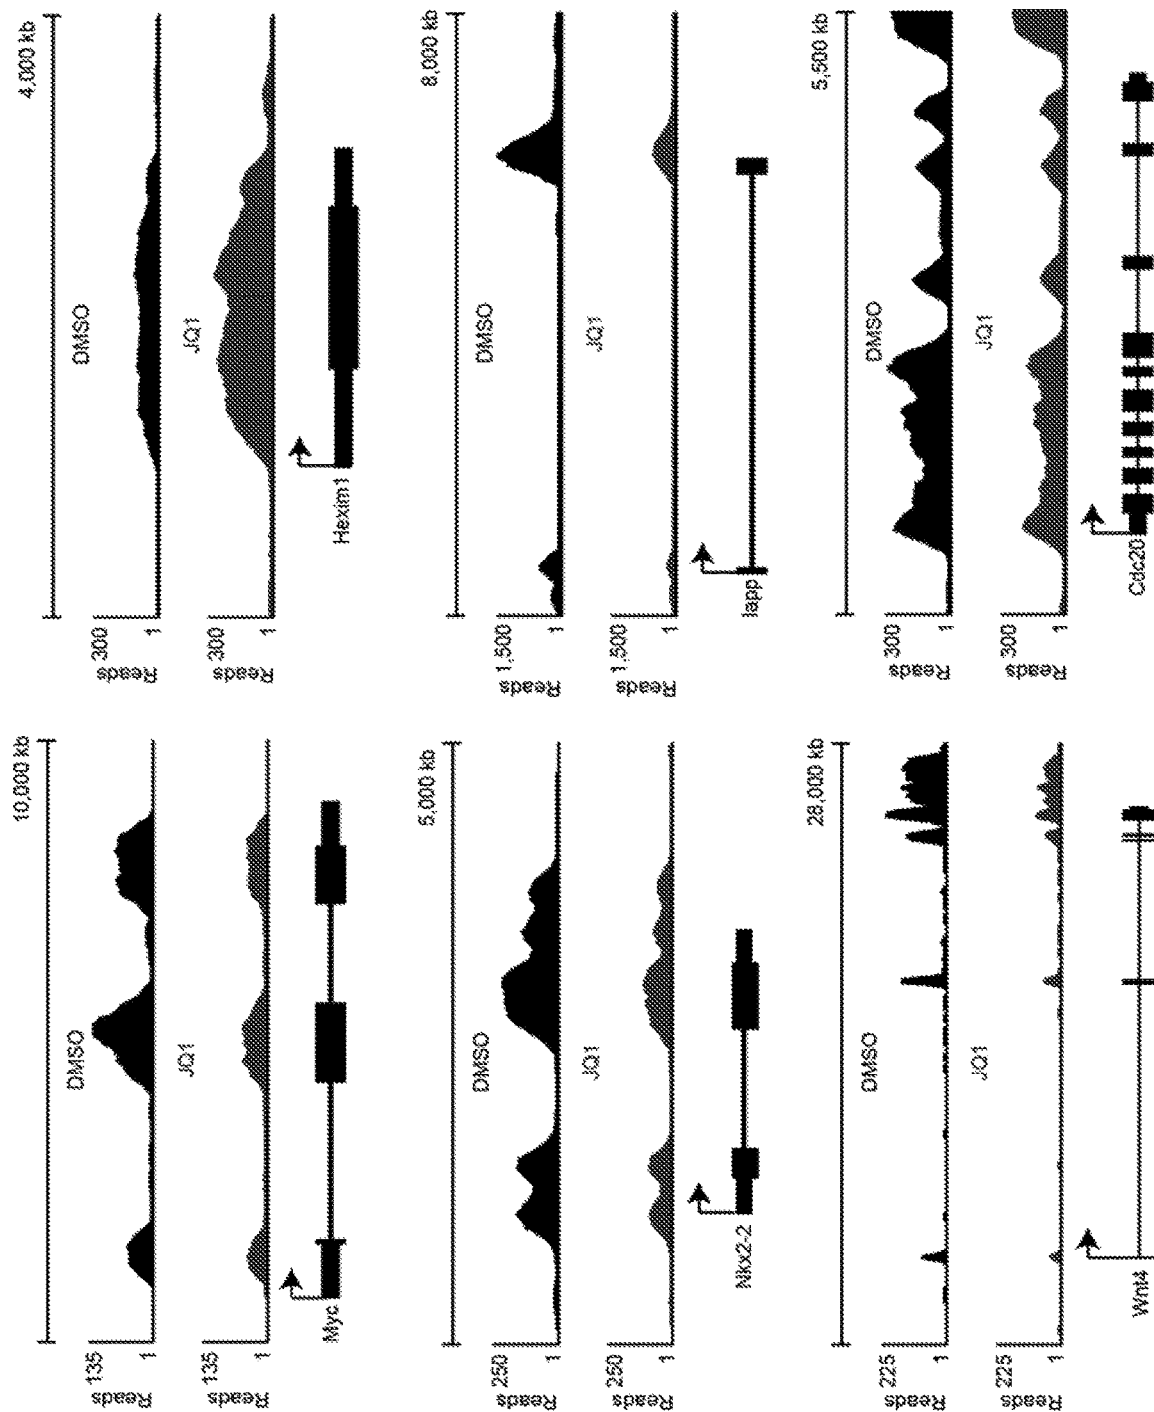 10,000 kb
Reads
135
1
DMSO
Reads
135
1
JQ1
Myc
4,000 kb
Reads
300
1
DMSO
Reads
300
1
JQ1
Hexim1
5,000 kb
Reads
250
1
DMSO
Reads
250
1
JQ1
Nkx2-2
8,000 kb
Reads
1,500
1
DMSO
Reads
1,500
1
JQ1
Iapp
28,000 kb
Reads
225
1
DMSO
Reads
225
1
JQ1
Wnt4
5,500 kb
Reads
300
1
DMSO
Reads
300
1
JQ1
Cdc20